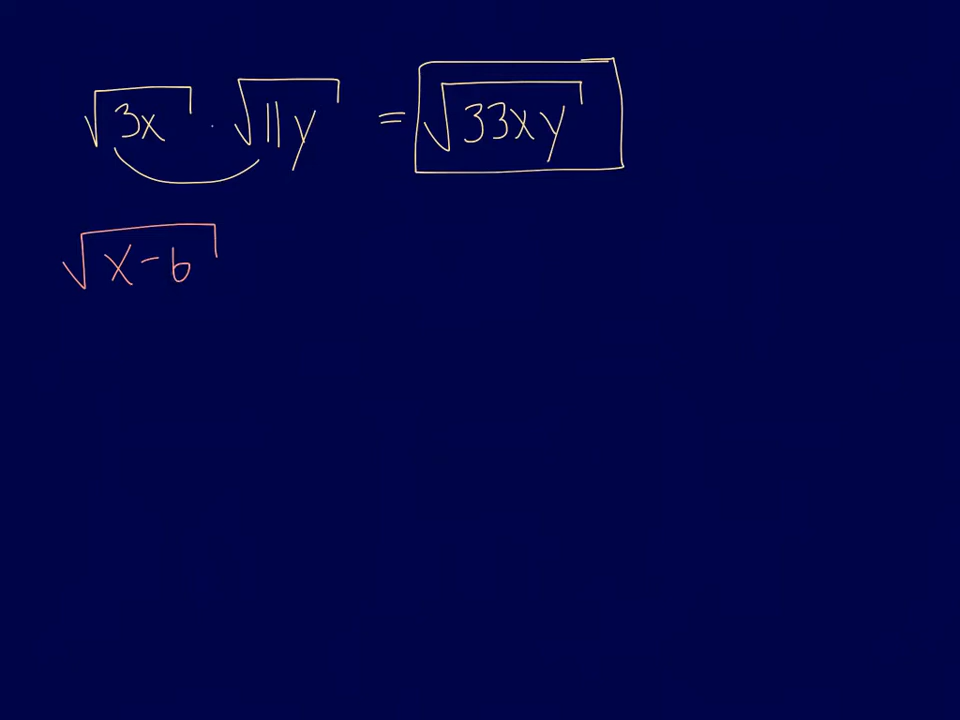 √3x · √11y = √33xy
√x-6